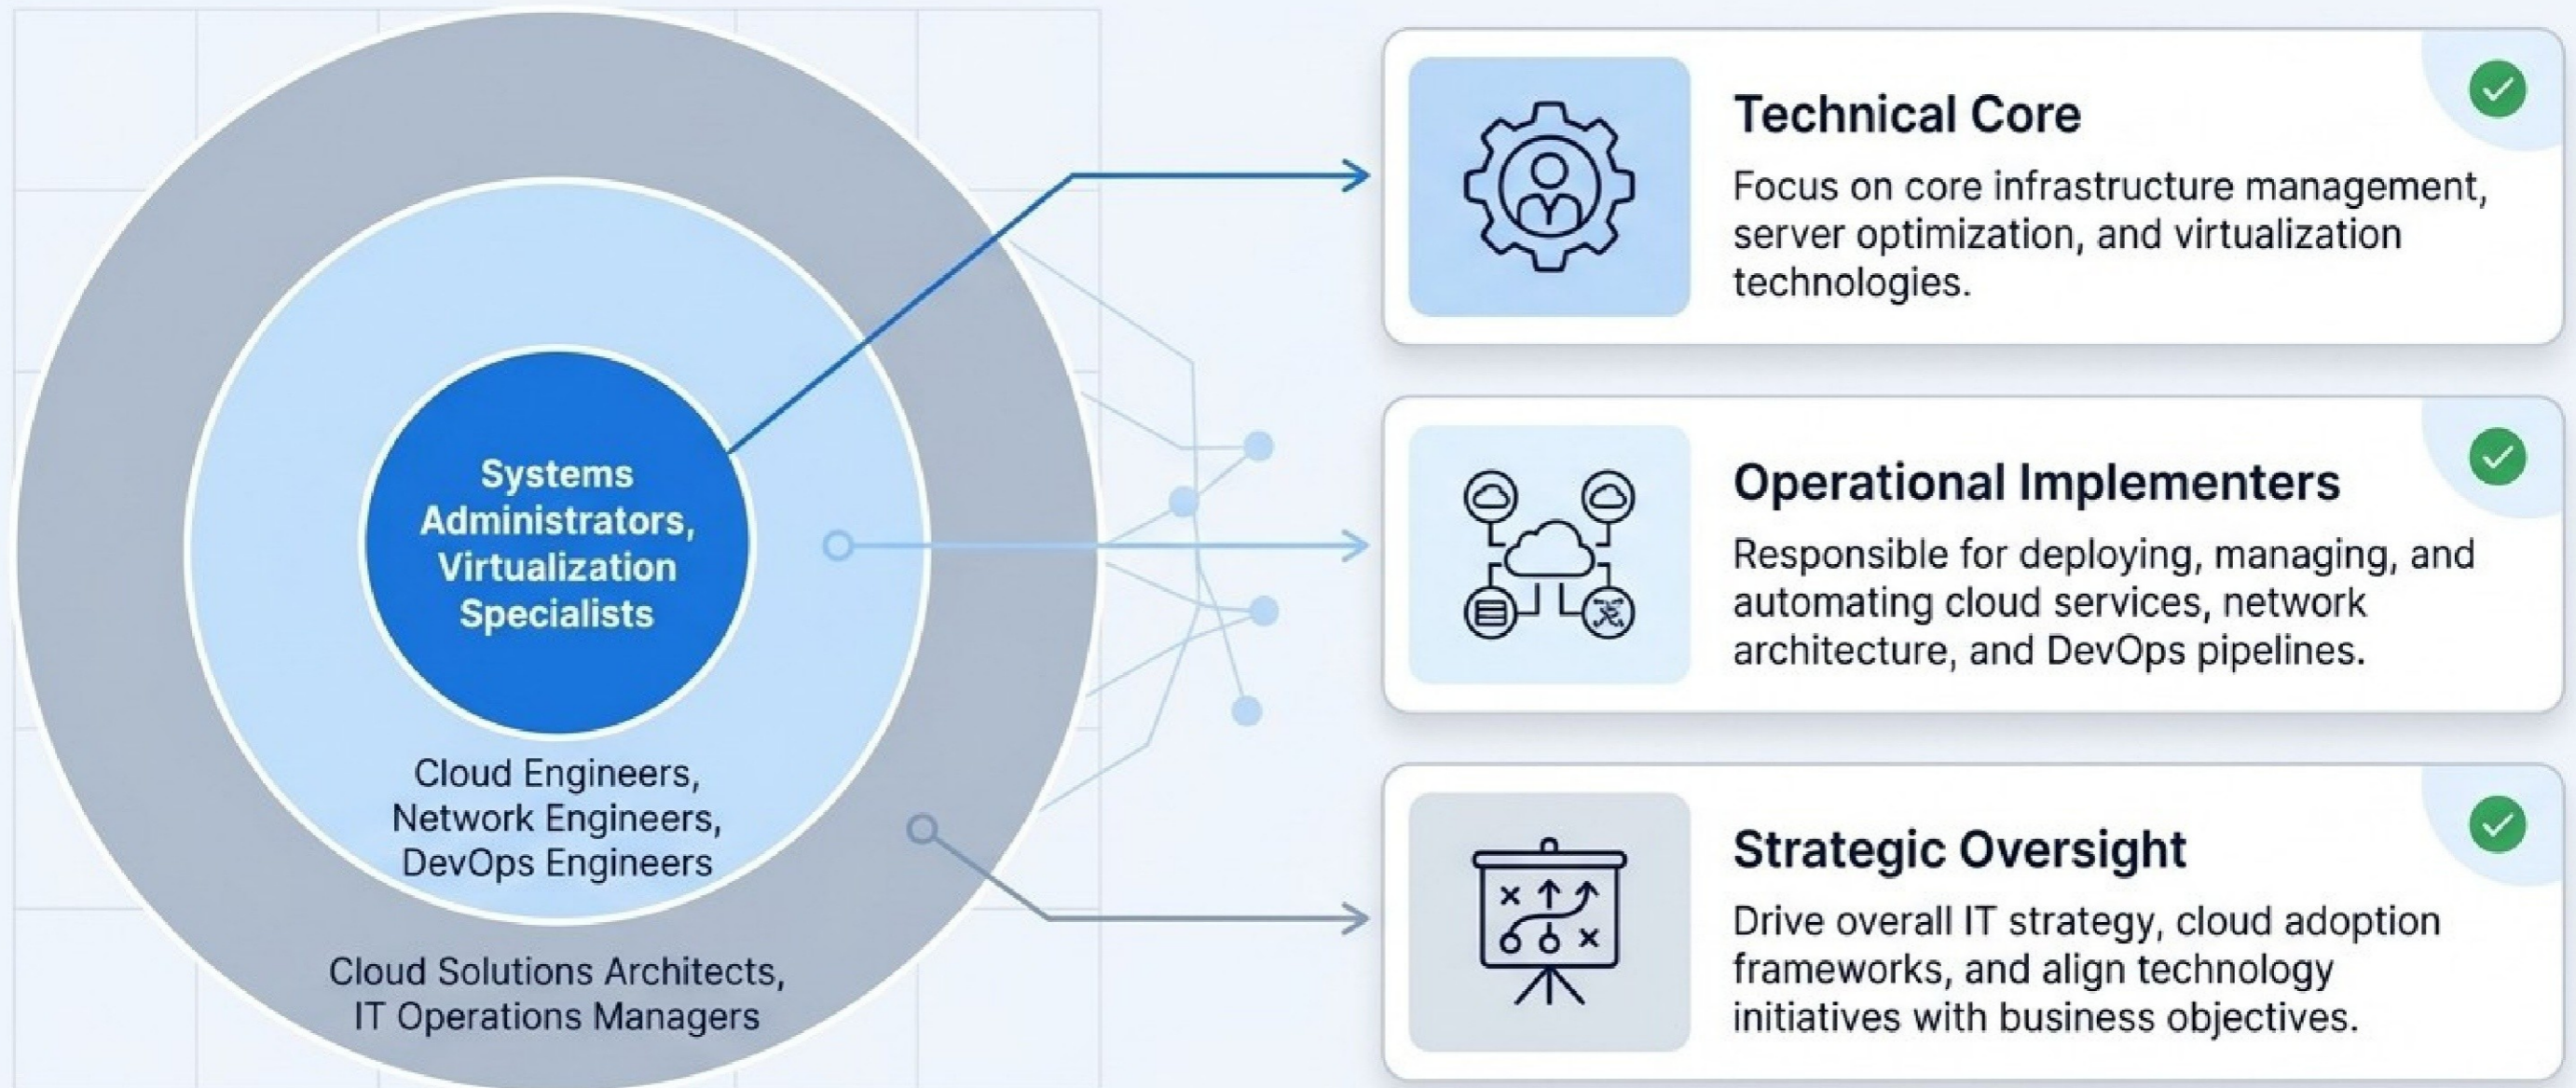 Systems
Administrators,
Virtualization
Specialists
Cloud Engineers,
Network Engineers,
DevOps Engineers
Cloud Solutions Architects,
IT Operations Managers
Technical Core
Focus on core infrastructure management,
server optimization, and virtualization
technologies.
Operational Implementers
Responsible for deploying, managing, and
automating cloud services, network
architecture, and DevOps pipelines.
Strategic Oversight
Drive overall IT strategy, cloud adoption
frameworks, and align technology
initiatives with business objectives.